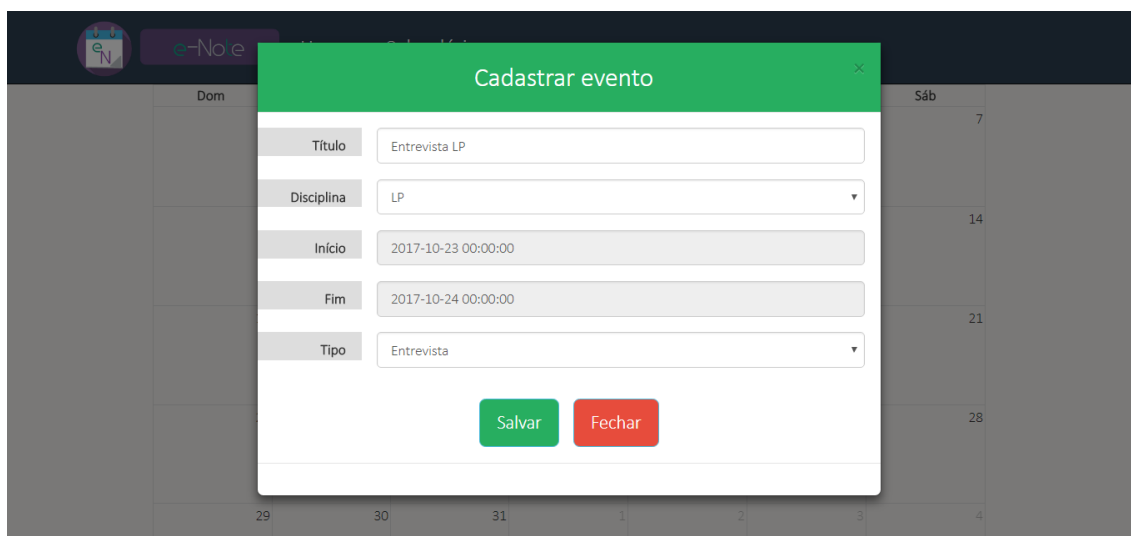 eN
e-Note
Cadastrar evento ×
Dom Sáb
7
Título Entrevista LP
Disciplina LP
14
Início 2017-10-23 00:00:00
Fim 2017-10-24 00:00:00
21
Tipo Entrevista
Salvar Fechar
28
29 30 31 1 2 3 4